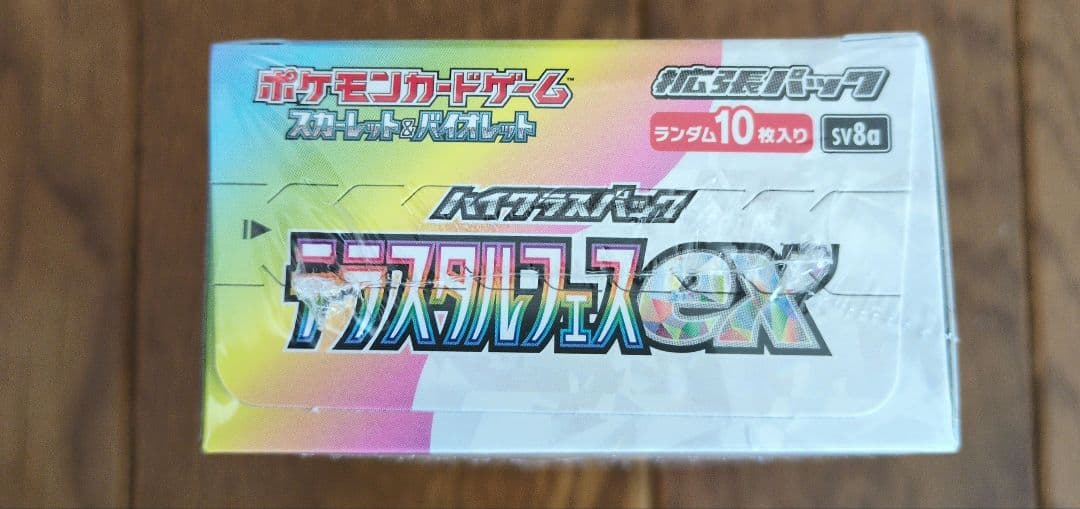 ポケモンカードゲーム™
スカーレット&バイオレット
拡張パック
ランダム10枚入り
SV8a
ハイクラスパック
テラスタルフェスex